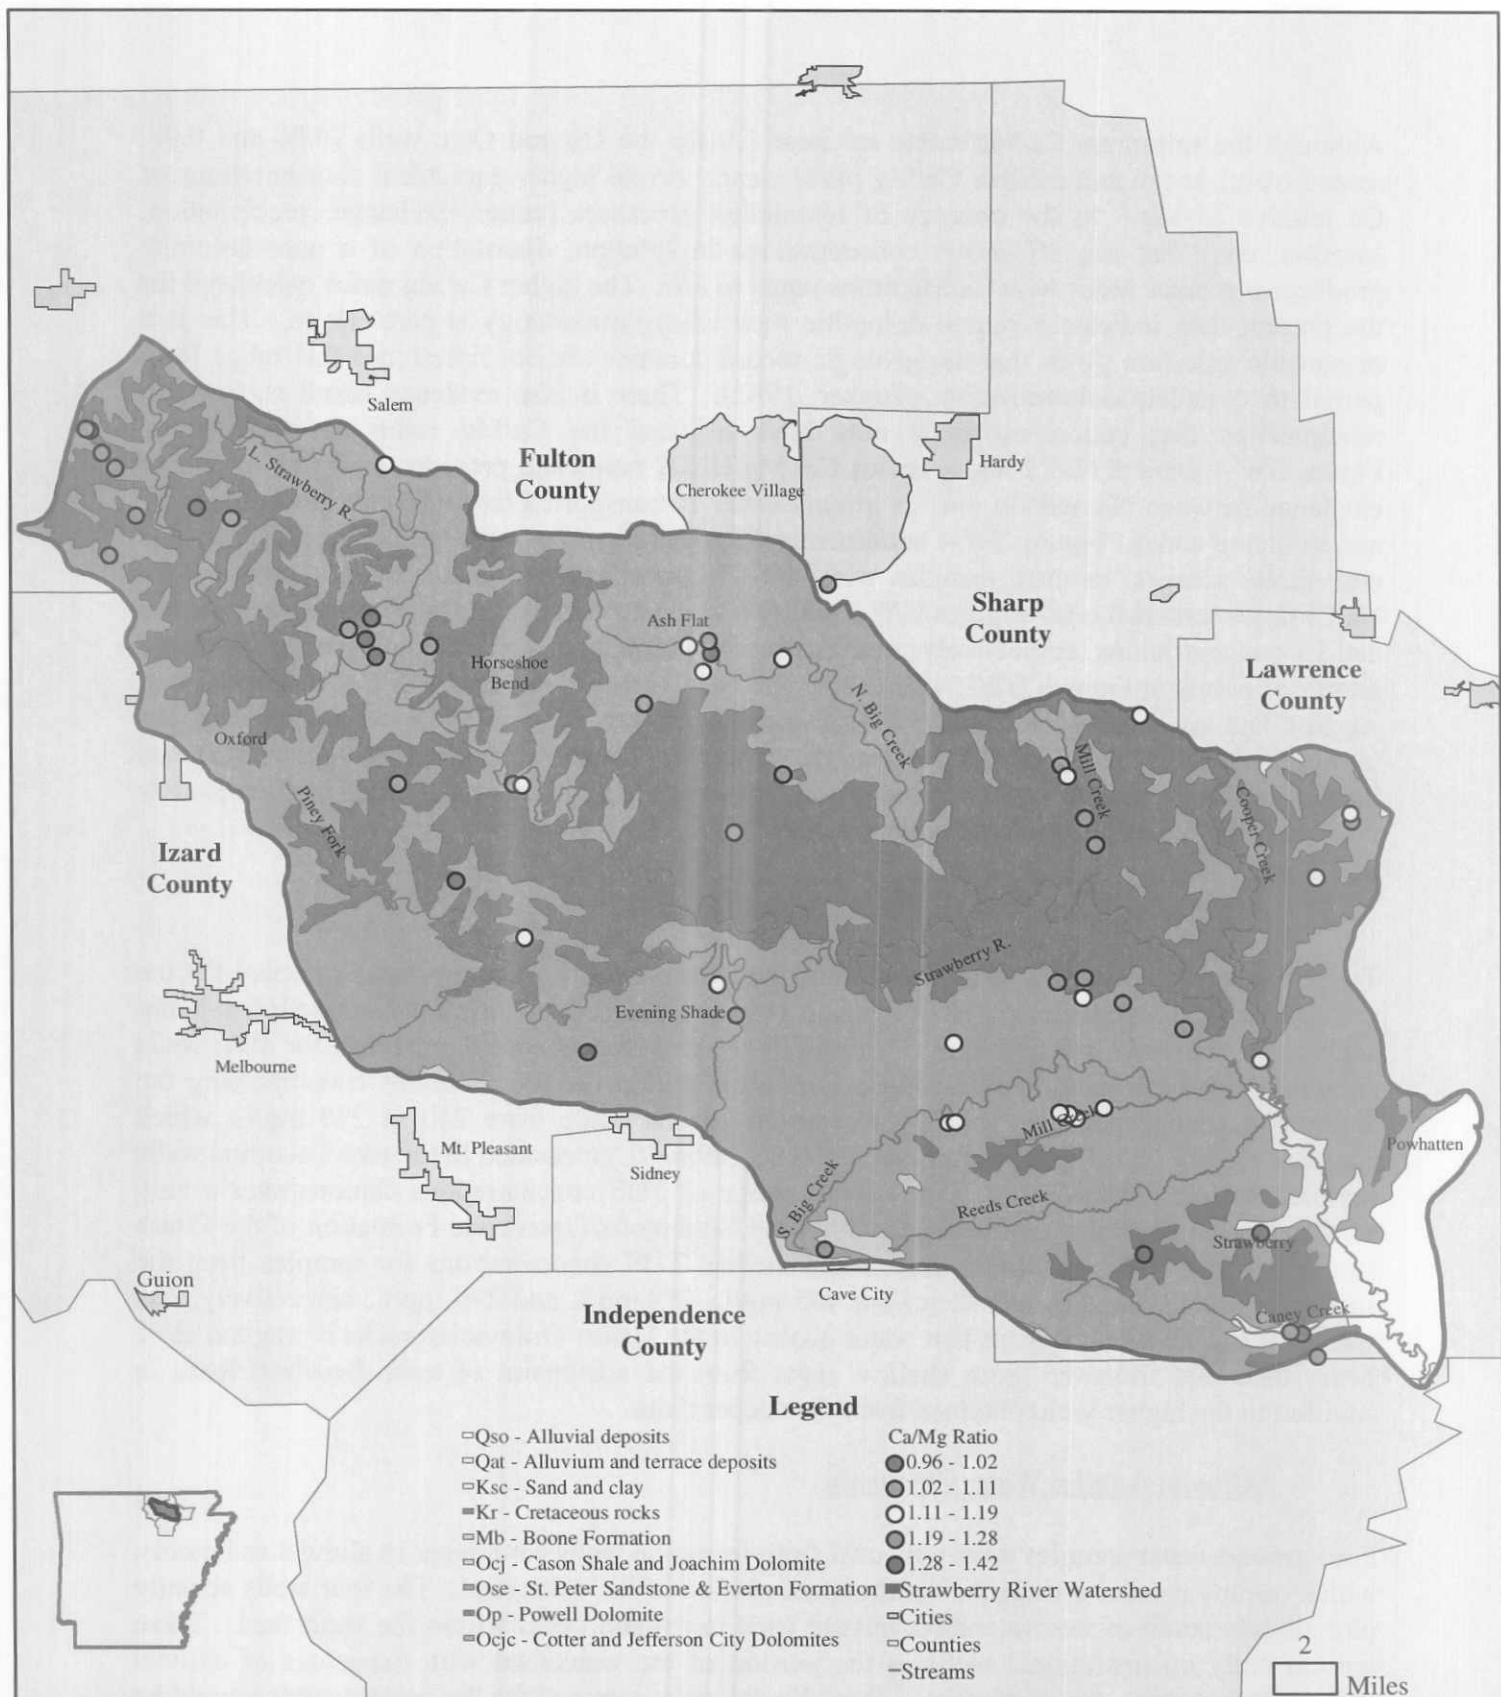 Salem
Fulton
County
L. Strawberry R.
Cherokee Village
Hardy
Sharp
County
Ash Flat
Horseshoe
Bend
Lawrence
County
N. Big Creek
Oxford
Mill Creek
Piney Fork
Cooper Creek
Izard
County
Strawberry R.
Evening Shade
Melbourne
Mill Creek
Powhatten
Mt. Pleasant
Sidney
S. Big Creek
Reeds Creek
Strawberry
Guion
Cave City
Independence
County
Caney Creek
Legend
Qso - Alluvial deposits
Qat - Alluvium and terrace deposits
Ksc - Sand and clay
Kr - Cretaceous rocks
Mb - Boone Formation
Ocj - Cason Shale and Joachim Dolomite
Ose - St. Peter Sandstone & Everton Formation
Op - Powell Dolomite
Ocjc - Cotter and Jefferson City Dolomites
Ca/Mg Ratio
0.96 - 1.02
1.02 - 1.11
1.11 - 1.19
1.19 - 1.28
1.28 - 1.42
Strawberry River Watershed
Cities
Counties
Streams
2
Miles